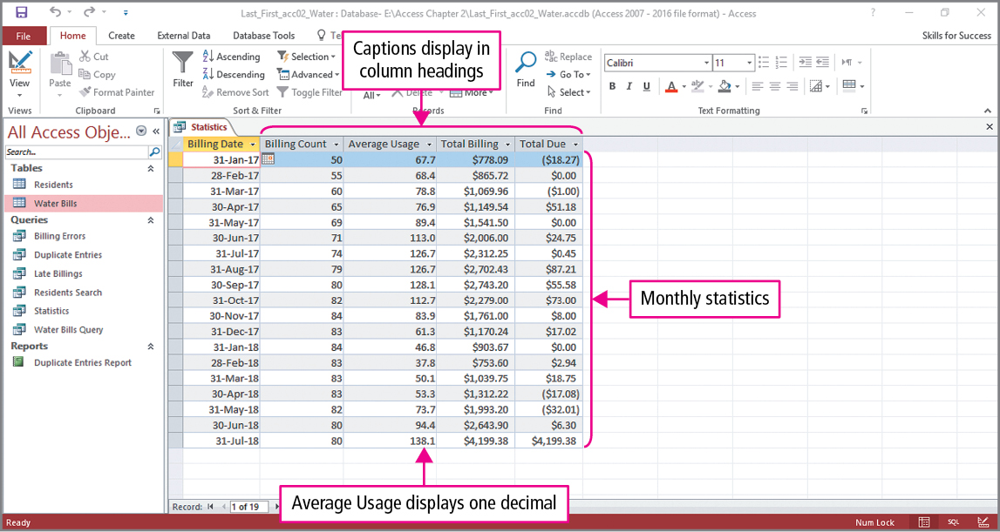 Last_First_acc02_Water : Database- E:\Access Chapter 2\Last_First_acc02_Water.accdb (Access 2007 - 2016 file format) - Access
?
File Home Create External Data Database Tools Skills for Success
Captions display in
column headings
View
Views
Paste
Cut
Copy
Format Painter
Clipboard
Filter
Ascending
Descending
Remove Sort
Selection
Advanced
Toggle Filter
Sort & Filter
All
Delete
More
Records
Find
Replace
Go To
Select
Find
Calibri 11
B I U A
Text Formatting
All Access Obje...
Search...
Tables
Residents
Water Bills
Queries
Billing Errors
Duplicate Entries
Late Billings
Residents Search
Statistics
Water Bills Query
Reports
Duplicate Entries Report
Statistics
Billing Date Billing Count Average Usage Total Billing Total Due
31-Jan-17 50 67.7 $778.09 ($18.27)
28-Feb-17 55 68.4 $865.72 $0.00
31-Mar-17 60 78.8 $1,069.96 ($1.00)
30-Apr-17 65 76.9 $1,149.54 $51.18
31-May-17 69 89.4 $1,541.50 $0.00
30-Jun-17 71 113.0 $2,006.00 $24.75
31-Jul-17 74 126.7 $2,312.25 $0.45
31-Aug-17 79 126.7 $2,702.43 $87.21
30-Sep-17 80 128.1 $2,743.20 $55.58
31-Oct-17 82 112.7 $2,279.00 $73.00
30-Nov-17 84 83.9 $1,761.00 $8.00
31-Dec-17 83 61.3 $1,170.24 $17.02
31-Jan-18 84 46.8 $903.67 $0.00
28-Feb-18 83 37.8 $753.60 $2.94
31-Mar-18 83 50.1 $1,039.75 $18.75
30-Apr-18 83 53.3 $1,312.22 ($17.08)
31-May-18 82 73.7 $1,993.20 ($32.01)
30-Jun-18 80 94.4 $2,643.90 $6.30
31-Jul-18 80 138.1 $4,199.38 $4,199.38
Monthly statistics
Average Usage displays one decimal
Record: 1 of 19
Ready Num Lock SQL